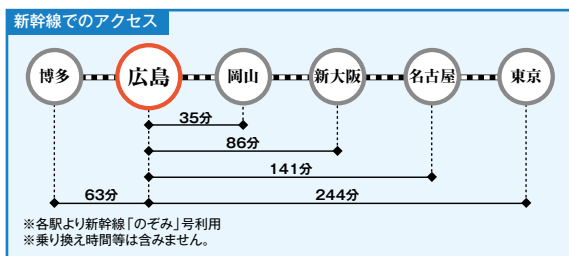 新幹線でのアクセス
博多 広島 岡山 新大阪 名古屋 東京
35分
86分
141分
63分 244分
※各駅より新幹線「のぞみ」号利用
※乗り換え時間等は含みません。